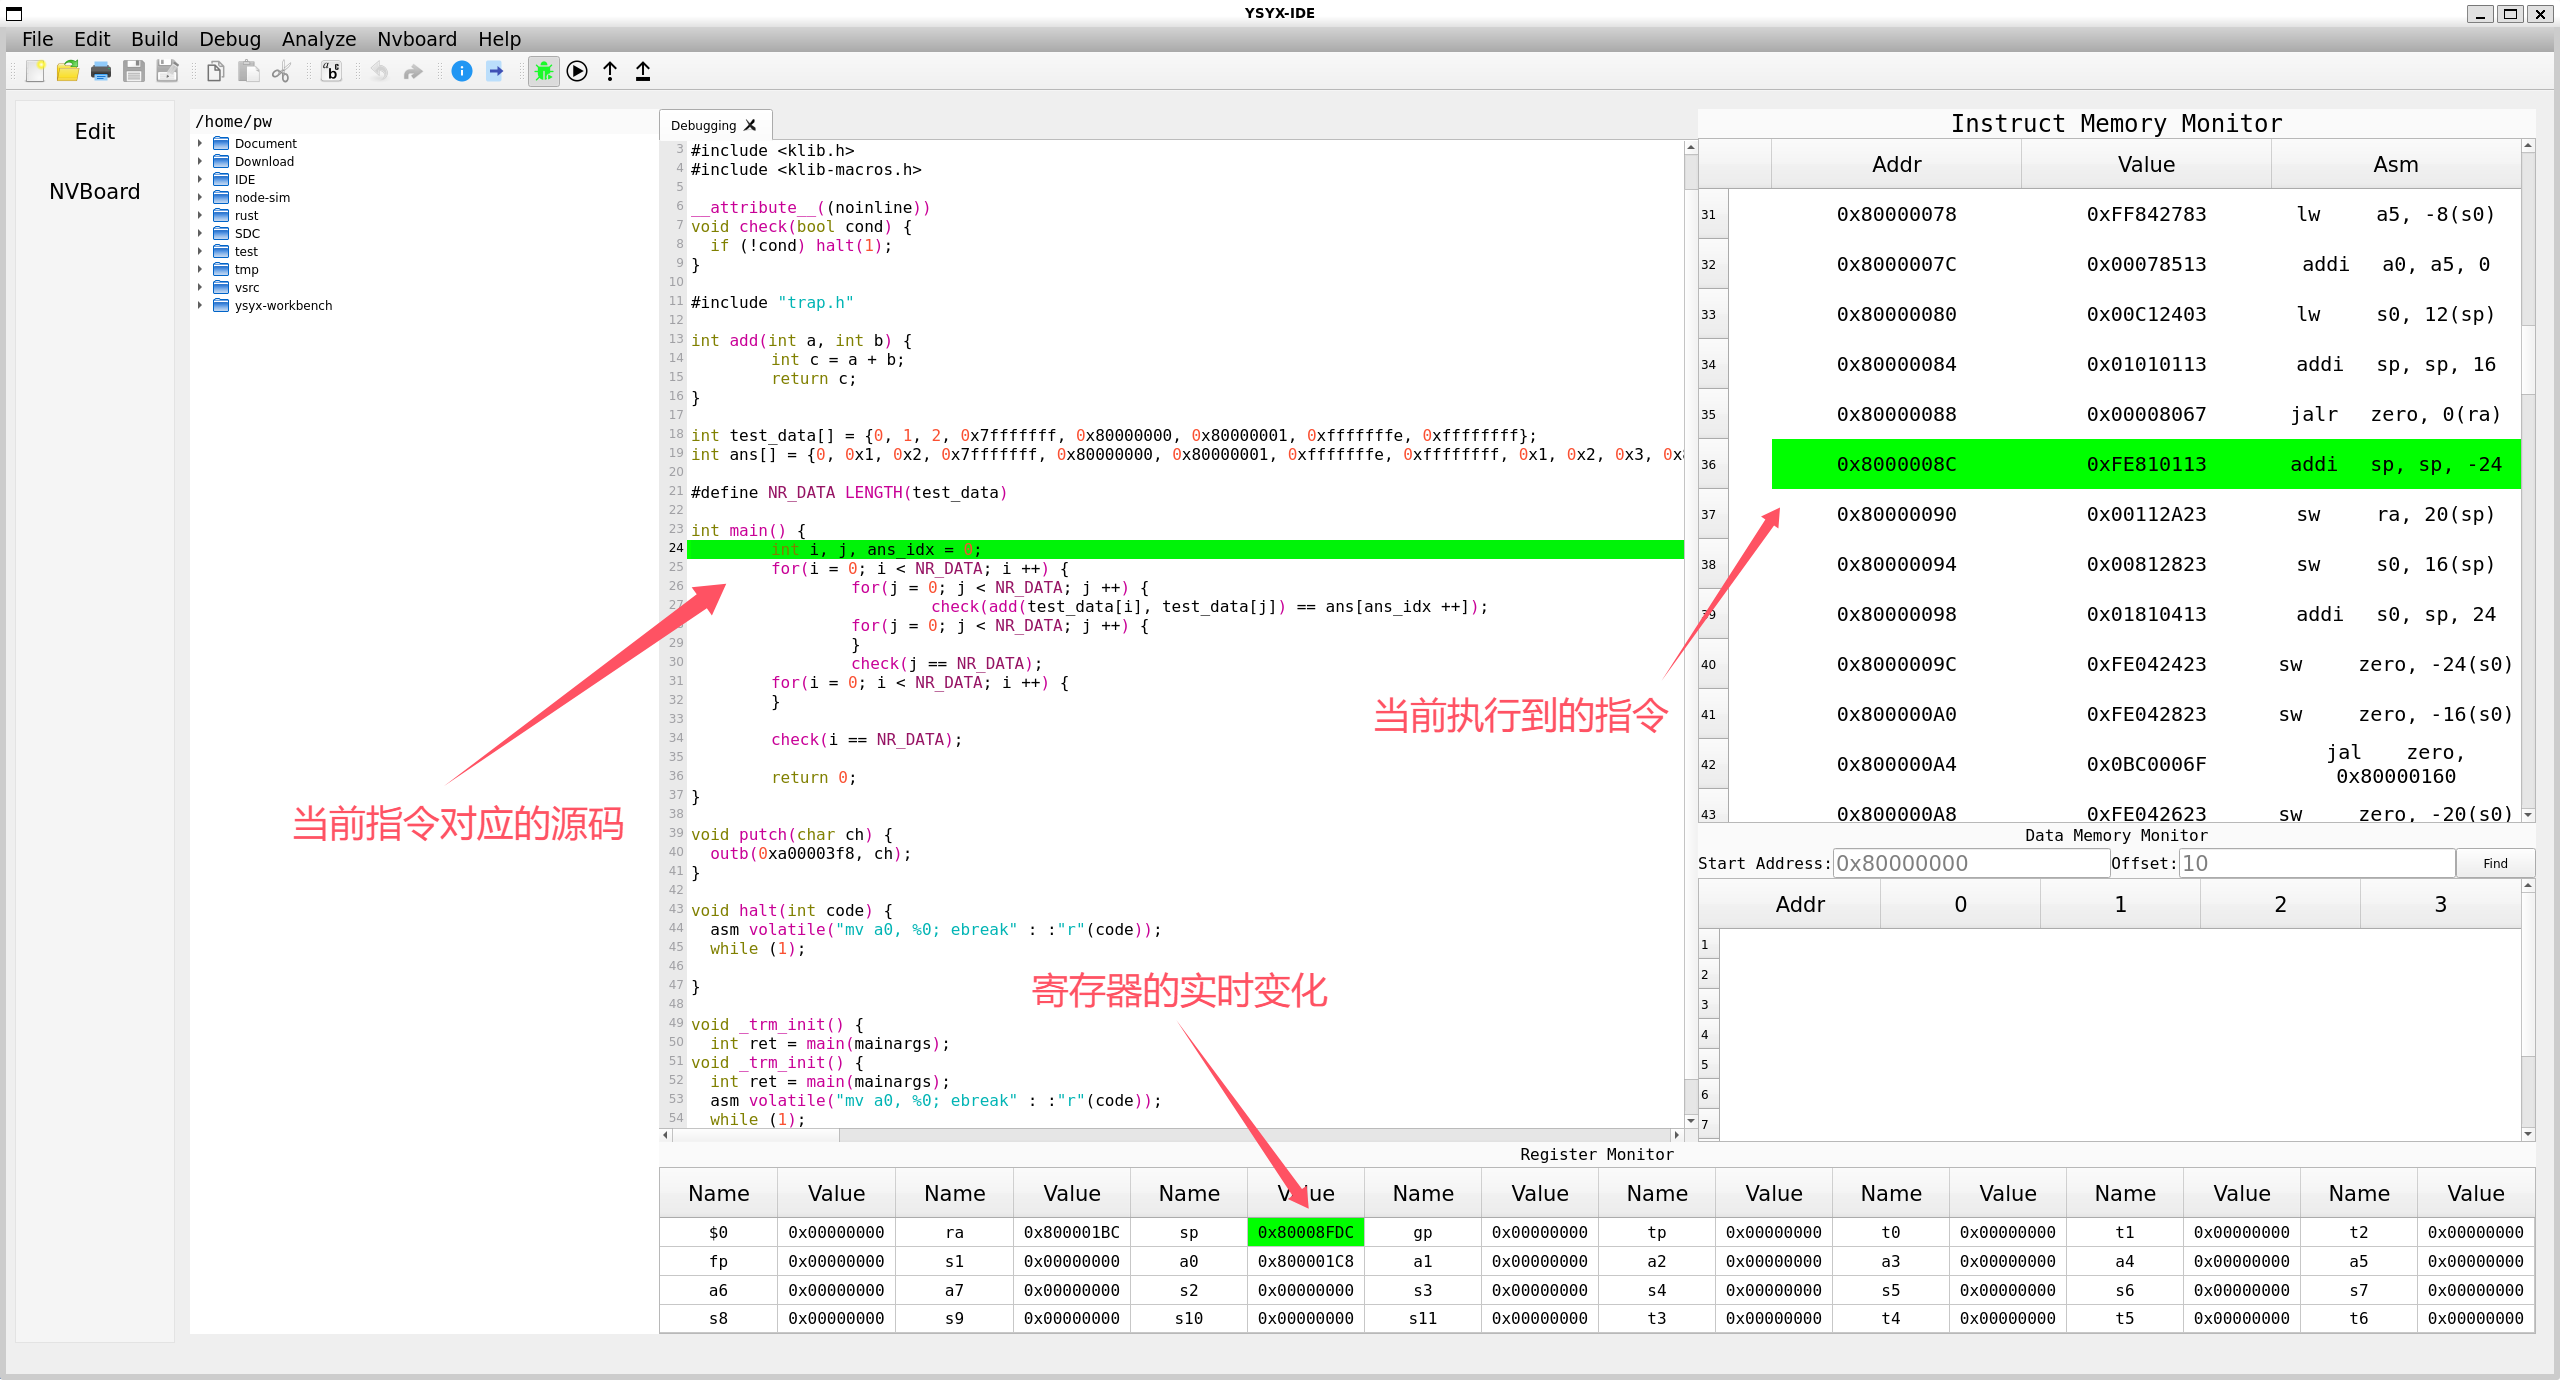 YSYX-IDE
File Edit Build Debug Analyze Nvboard Help
Edit
NVBoard
/home/pw
Document
Download
IDE
node-sim
rust
SDC
test
tmp
vsrc
ysyx-workbench
Debugging
3 #include <klib.h>
4 #include <klib-macros.h>
5
6 __attribute__((noinline))
7 void check(bool cond) {
8   if (!cond) halt(1);
9 }
10
11 #include "trap.h"
12
13 int add(int a, int b) {
14         int c = a + b;
15         return c;
16 }
17
18 int test_data[] = {0, 1, 2, 0x7fffffff, 0x80000000, 0x80000001, 0xfffffffe, 0xffffffff};
19 int ans[] = {0, 0x1, 0x2, 0x7fffffff, 0x80000000, 0x80000001, 0xfffffffe, 0xffffffff, 0x1, 0x2, 0x3,
20
21 #define NR_DATA LENGTH(test_data)
22
23 int main() {
24         int i, j, ans_idx = 0;
25         for(i = 0; i < NR_DATA; i ++) {
26                 for(j = 0; j < NR_DATA; j ++) {
27                         check(add(test_data[i], test_data[j]) == ans[ans_idx ++]);
for(j = 0; j < NR_DATA; j ++) {
29                 }
30                 check(j == NR_DATA);
31         for(i = 0; i < NR_DATA; i ++) {
32         }
33
34         check(i == NR_DATA);
35
36         return 0;
37 }
38
39 void putch(char ch) {
40   outb(0xa00003f8, ch);
41 }
42
43 void halt(int code) {
44   asm volatile("mv a0, %0; ebreak" : :"r"(code));
45   while (1);
46
47 }
48
49 void _trm_init() {
50   int ret = main(mainargs);
51 void _trm_init() {
52   int ret = main(mainargs);
53   asm volatile("mv a0, %0; ebreak" : :"r"(code));
54   while (1);
当前指令对应的源码
当前执行到的指令
寄存器的实时变化
Instruct Memory Monitor
Addr Value Asm
31 0x80000078 0xFF842783 lw a5, -8(s0)
32 0x8000007C 0x00078513 addi a0, a5, 0
33 0x80000080 0x00C12403 lw s0, 12(sp)
34 0x80000084 0x01010113 addi sp, sp, 16
35 0x80000088 0x00008067 jalr zero, 0(ra)
36 0x8000008C 0xFE810113 addi sp, sp, -24
37 0x80000090 0x00112A23 sw ra, 20(sp)
38 0x80000094 0x00812823 sw s0, 16(sp)
39 0x80000098 0x01810413 addi s0, sp, 24
40 0x8000009C 0xFE042423 sw zero, -24(s0)
41 0x800000A0 0xFE042823 sw zero, -16(s0)
42 0x800000A4 0x0BC0006F jal zero,
0x80000160
43 0x800000A8 0xFE042623 sw zero, -20(s0)
Data Memory Monitor
Start Address: 0x80000000 Offset: 10 Find
Addr 0 1 2 3
1
2
3
4
5
6
7
Register Monitor
Name Value Name Value Name Value Name Value Name Value Name Value Name Value Name Value
$0 0x00000000 ra 0x800001BC sp 0x80008FDC gp 0x00000000 tp 0x00000000 t0 0x00000000 t1 0x00000000 t2 0x00000000
fp 0x00000000 s1 0x00000000 a0 0x800001C8 a1 0x00000000 a2 0x00000000 a3 0x00000000 a4 0x00000000 a5 0x00000000
a6 0x00000000 a7 0x00000000 s2 0x00000000 s3 0x00000000 s4 0x00000000 s5 0x00000000 s6 0x00000000 s7 0x00000000
s8 0x00000000 s9 0x00000000 s10 0x00000000 s11 0x00000000 t3 0x00000000 t4 0x00000000 t5 0x00000000 t6 0x00000000